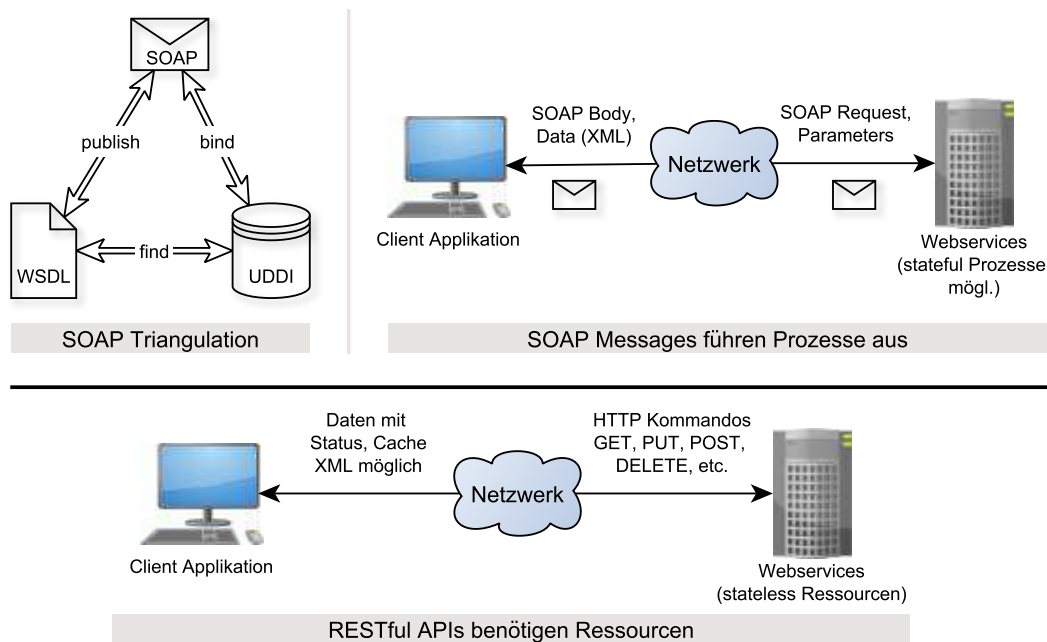 SOAP
publish
bind
WSDL
find
UDDI
SOAP Triangulation
SOAP Body,
Data (XML)
Netzwerk
SOAP Request,
Parameters
Client Applikation
Webservices
(stateful Prozesse
mögl.)
SOAP Messages führen Prozesse aus
Daten mit
Status, Cache
XML möglich
Netzwerk
HTTP Kommandos
GET, PUT, POST,
DELETE, etc.
Client Applikation
Webservices
(stateless Ressourcen)
RESTful APIs benötigen Ressourcen